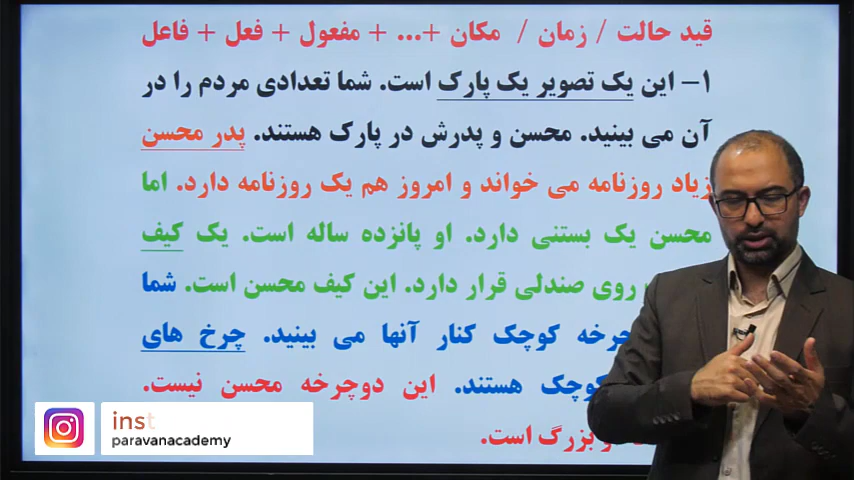 قید حالت / زمان / مکان +... + مفعول + فعل + فاعل
۱- این یک تصویر یک پارک است. شما تعدادی مردم را در
آن می بینید. محسن و پدرش در پارک هستند. پدر محسن
زیاد روزنامه می خواند و امروز هم یک روزنامه دارد. اما
محسن یک بستنی دارد. او پانزده ساله است. یک کیف
روی صندلی قرار دارد. این کیف محسن است. شما
کوچک کنار آنها می بینید. چرخ های
کوچک هستند. این دوچرخه محسن نیست.
بزرگ است.
inst
paravanacademy